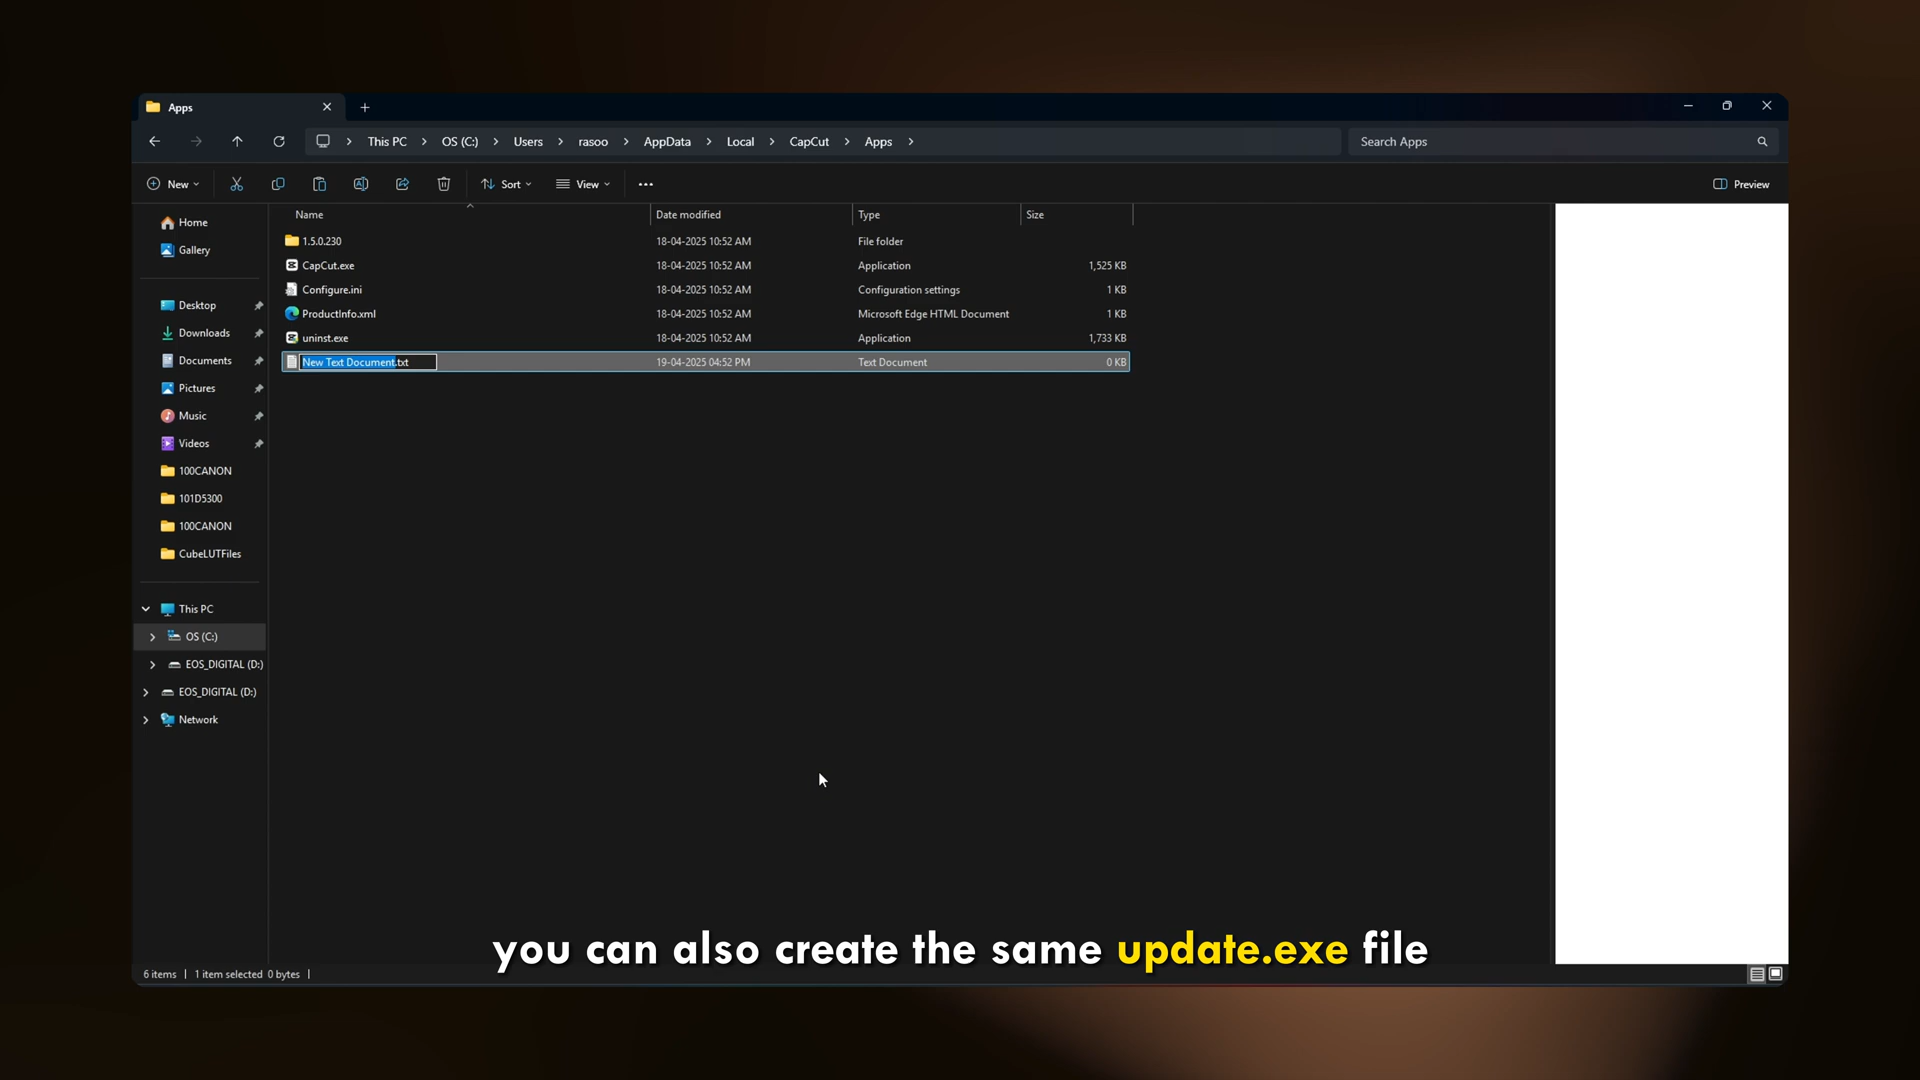 Apps
This PC > OS (C:) > Users > rasoo > AppData > Local > CapCut > Apps >
Search Apps
New
Sort
View
Preview
Name Date modified Type Size
Home
Gallery
Desktop
Downloads
Documents
Pictures
Music
Videos
100CANON
101D5300
100CANON
CubeLUTFiles
This PC
OS (C:)
EOS_DIGITAL (D:)
EOS_DIGITAL (D:)
Network
1.5.0.230 18-04-2025 10:52 AM File folder
CapCut.exe 18-04-2025 10:52 AM Application 1,525 KB
Configure.ini 18-04-2025 10:52 AM Configuration settings 1 KB
ProductInfo.xml 18-04-2025 10:52 AM Microsoft Edge HTML Document 1 KB
uninst.exe 18-04-2025 10:52 AM Application 1,733 KB
New Text Document.txt 19-04-2025 04:52 PM Text Document 0 KB
you can also create the same update.exe file
6 items 1 item selected 0 bytes